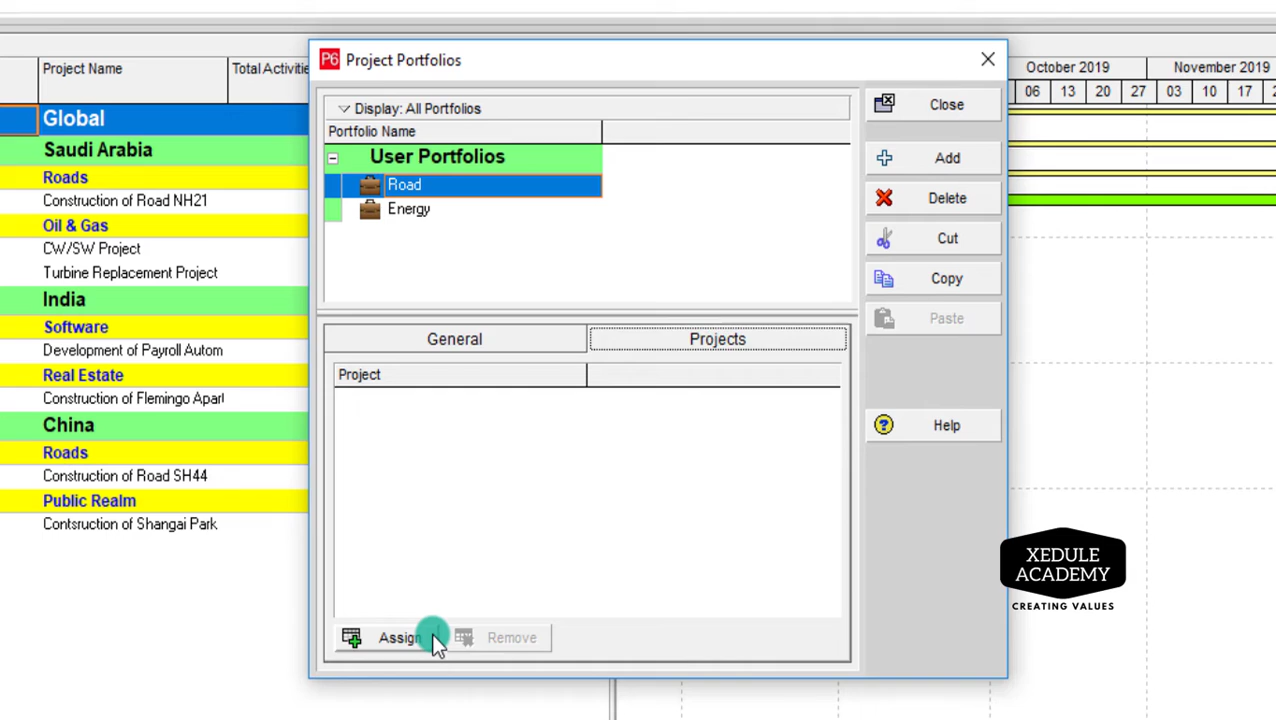 P6 Project Portfolios
Project Name
Total Activitie
October 2019
November 2019
06 13 20 27 03 10 17 2
Global
Saudi Arabia
Roads
Construction of Road NH21
Oil & Gas
CW/SW Project
Turbine Replacement Project
India
Software
Development of Payroll Autom
Real Estate
Construction of Flemingo Apar
China
Roads
Construction of Road SH44
Public Realm
Contsruction of Shangai Park
Display: All Portfolios
Portfolio Name
User Portfolios
Road
Energy
General
Projects
Project
Assign
Remove
Close
Add
Delete
Cut
Copy
Paste
Help
XEDULE
ACADEMY
CREATING VALUES